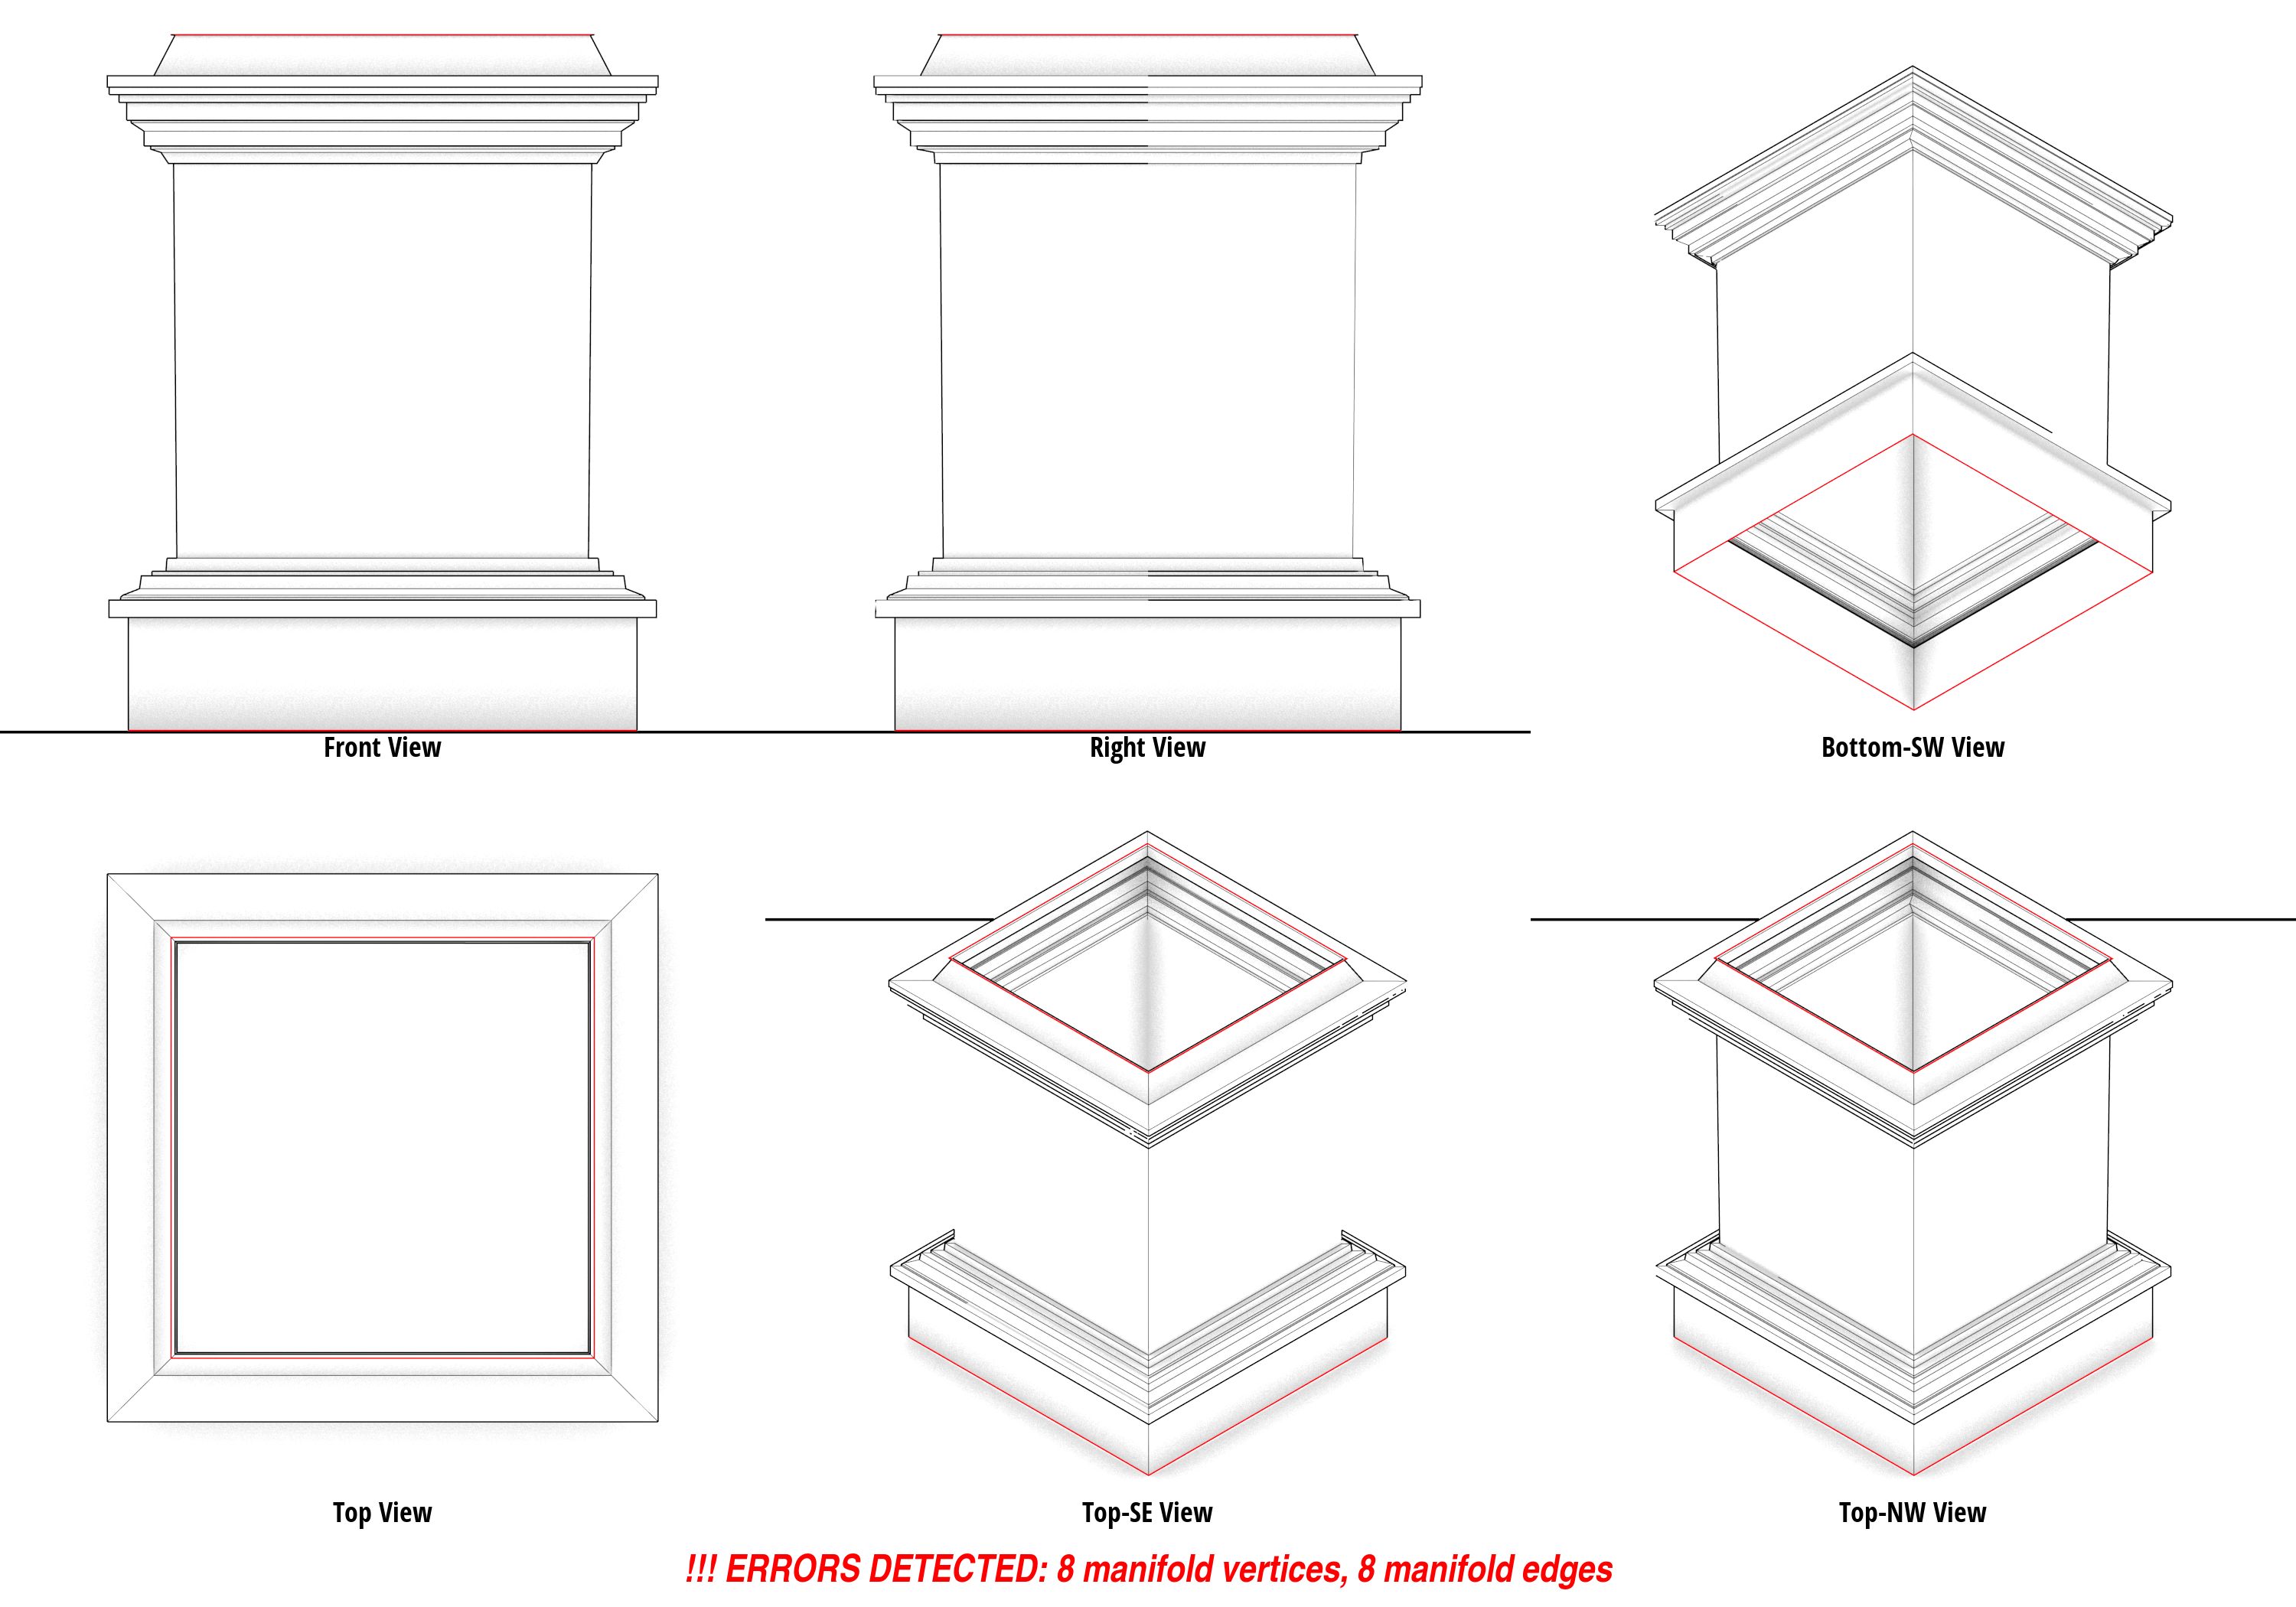 Front View
Right View
Bottom-SW View
Top View
Top-SE View
Top-NW View
!!! ERRORS DETECTED: 8 manifold vertices, 8 manifold edges